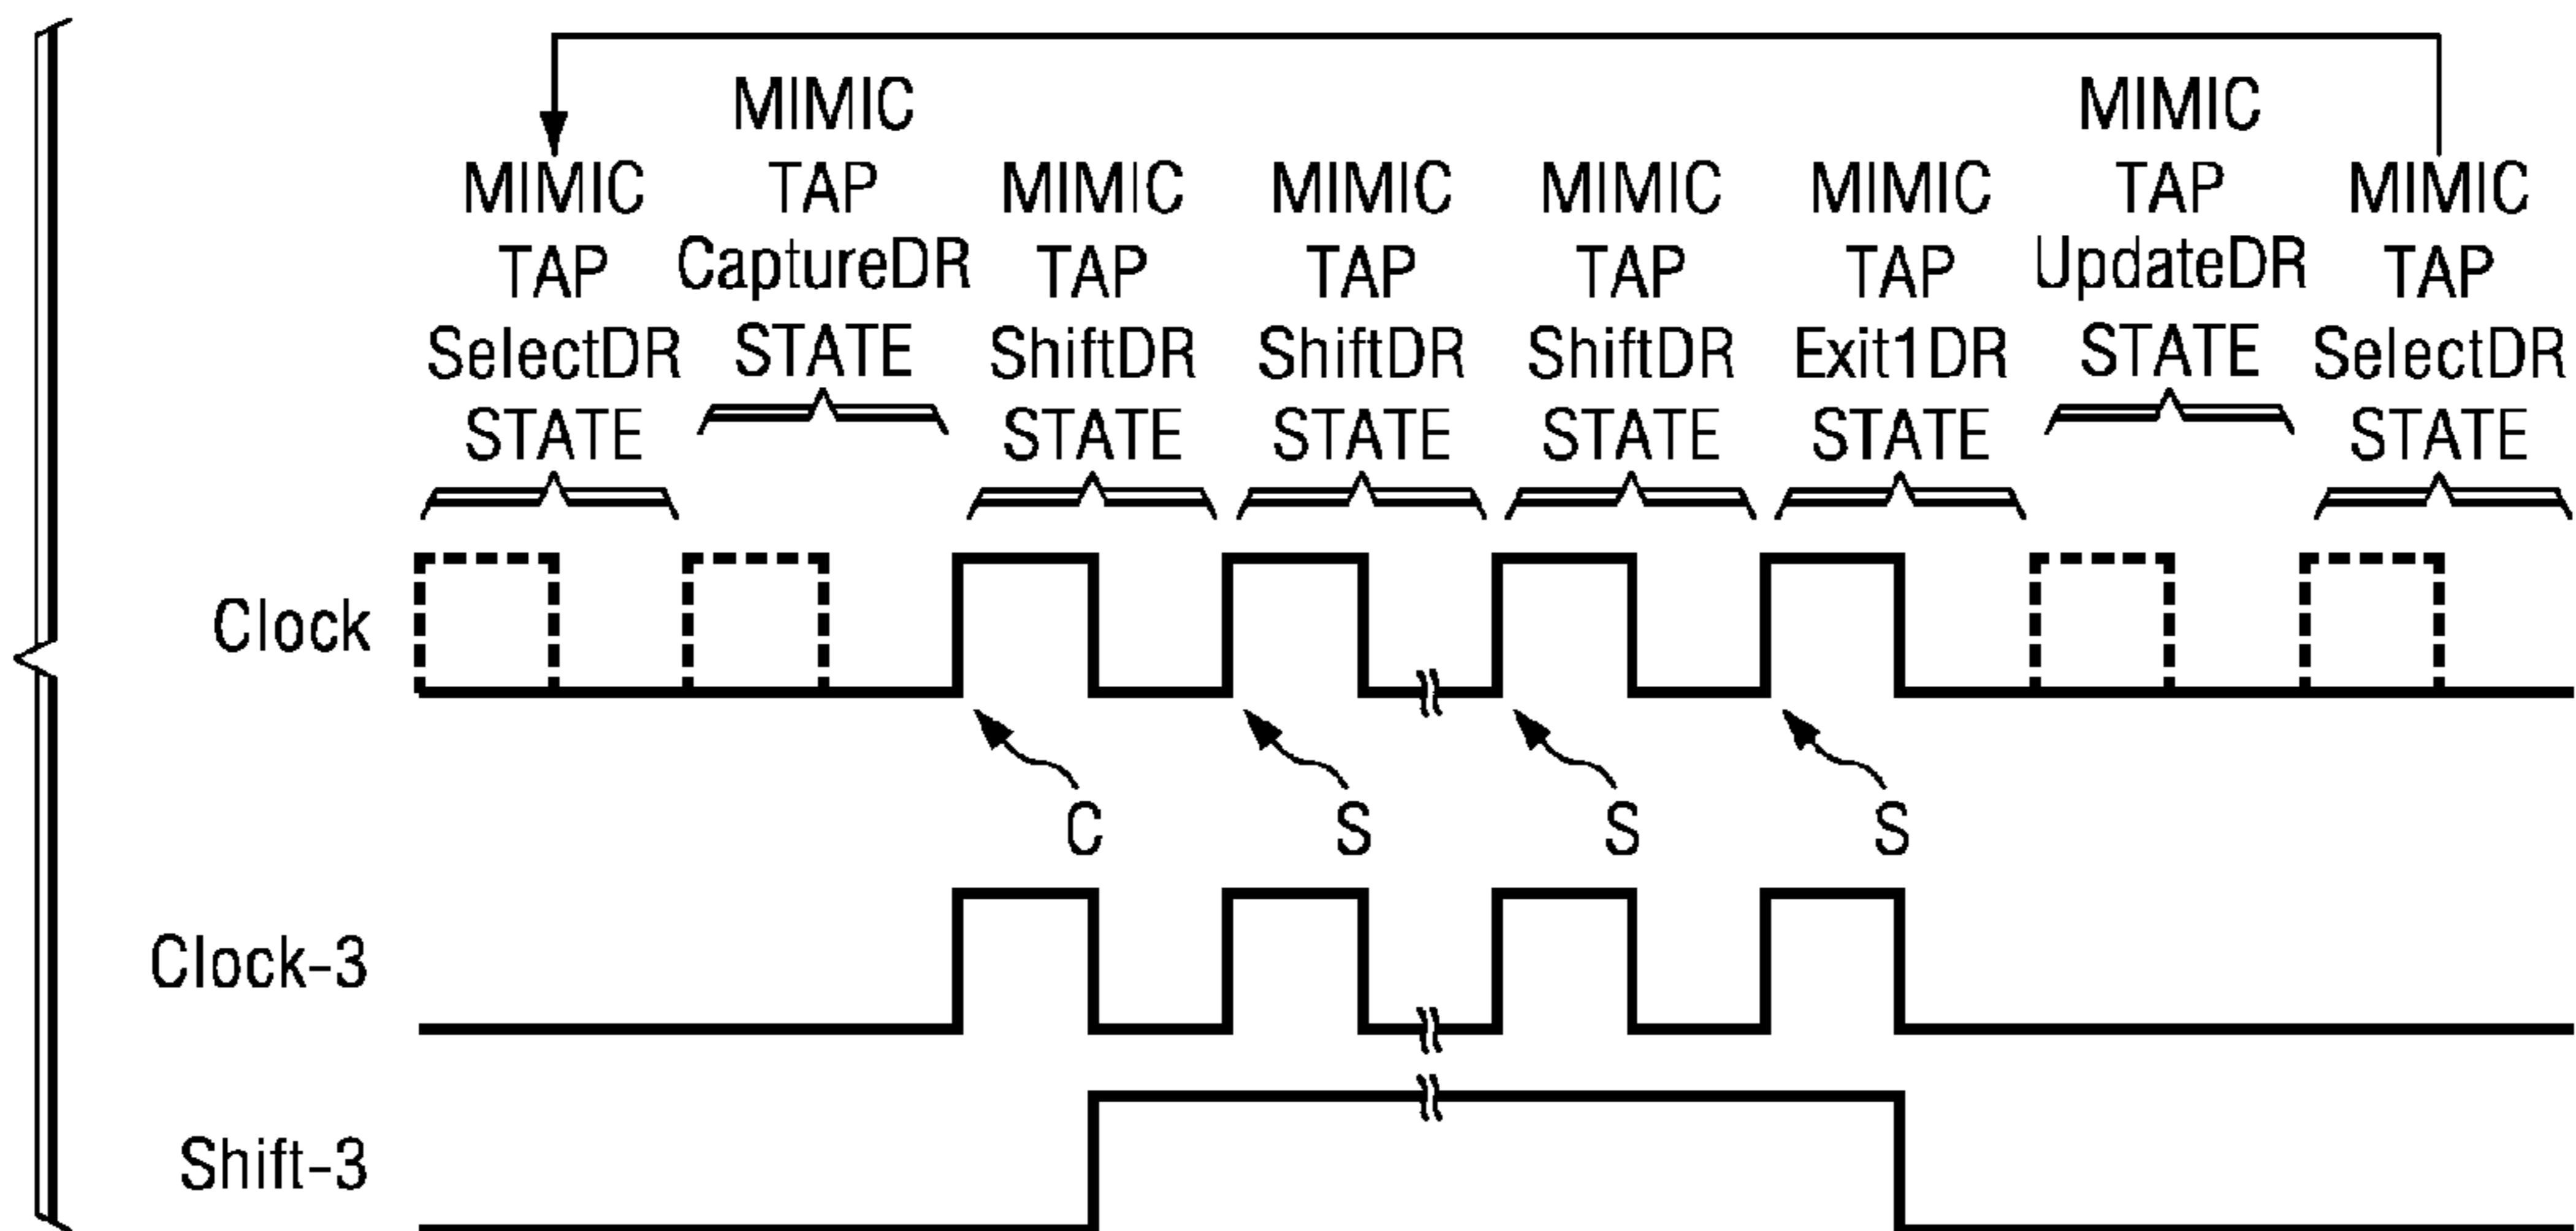 MIMIC
TAP
SelectDR
STATE
MIMIC
TAP
CaptureDR
STATE
MIMIC
TAP
ShiftDR
STATE
MIMIC
TAP
ShiftDR
STATE
MIMIC
TAP
ShiftDR
STATE
MIMIC
TAP
Exit1DR
STATE
MIMIC
TAP
UpdateDR
STATE
MIMIC
TAP
SelectDR
STATE
Clock
C
S
S
S
Clock-3
Shift-3